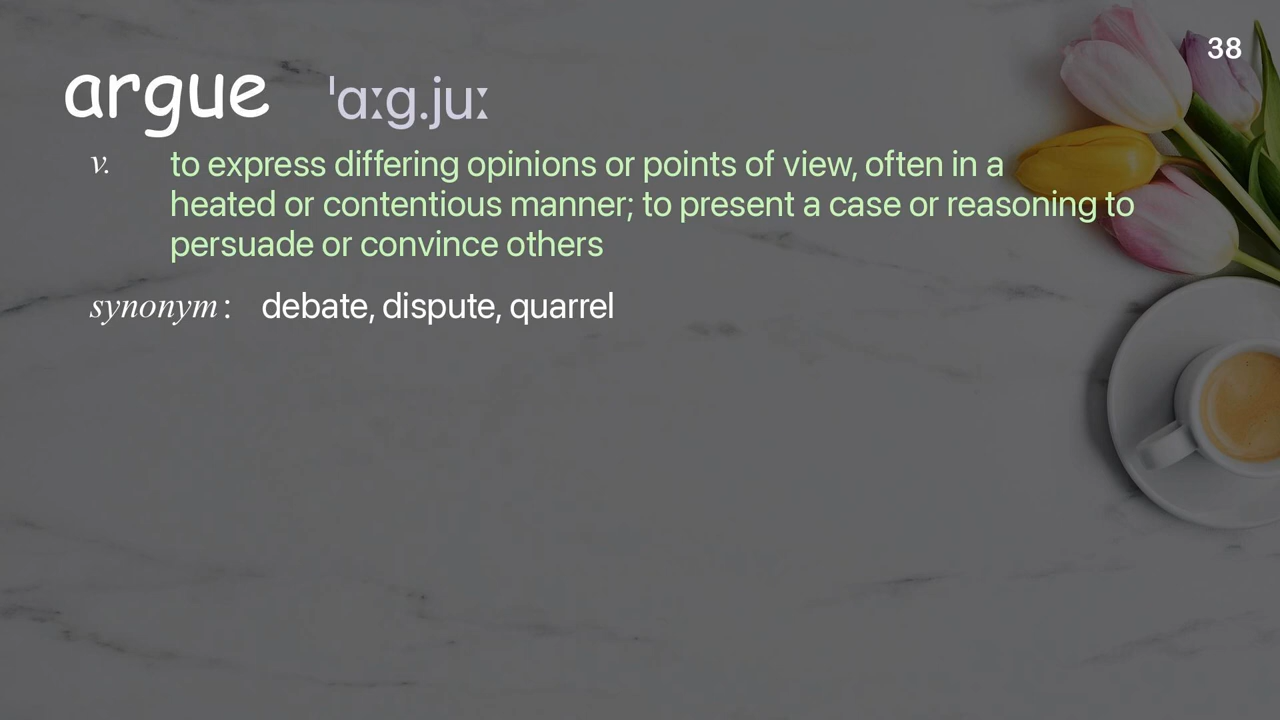 38
argue ˈɑːɡ.juː
v. to express differing opinions or points of view, often in a
heated or contentious manner; to present a case or reasoning to
persuade or convince others
synonym: debate, dispute, quarrel